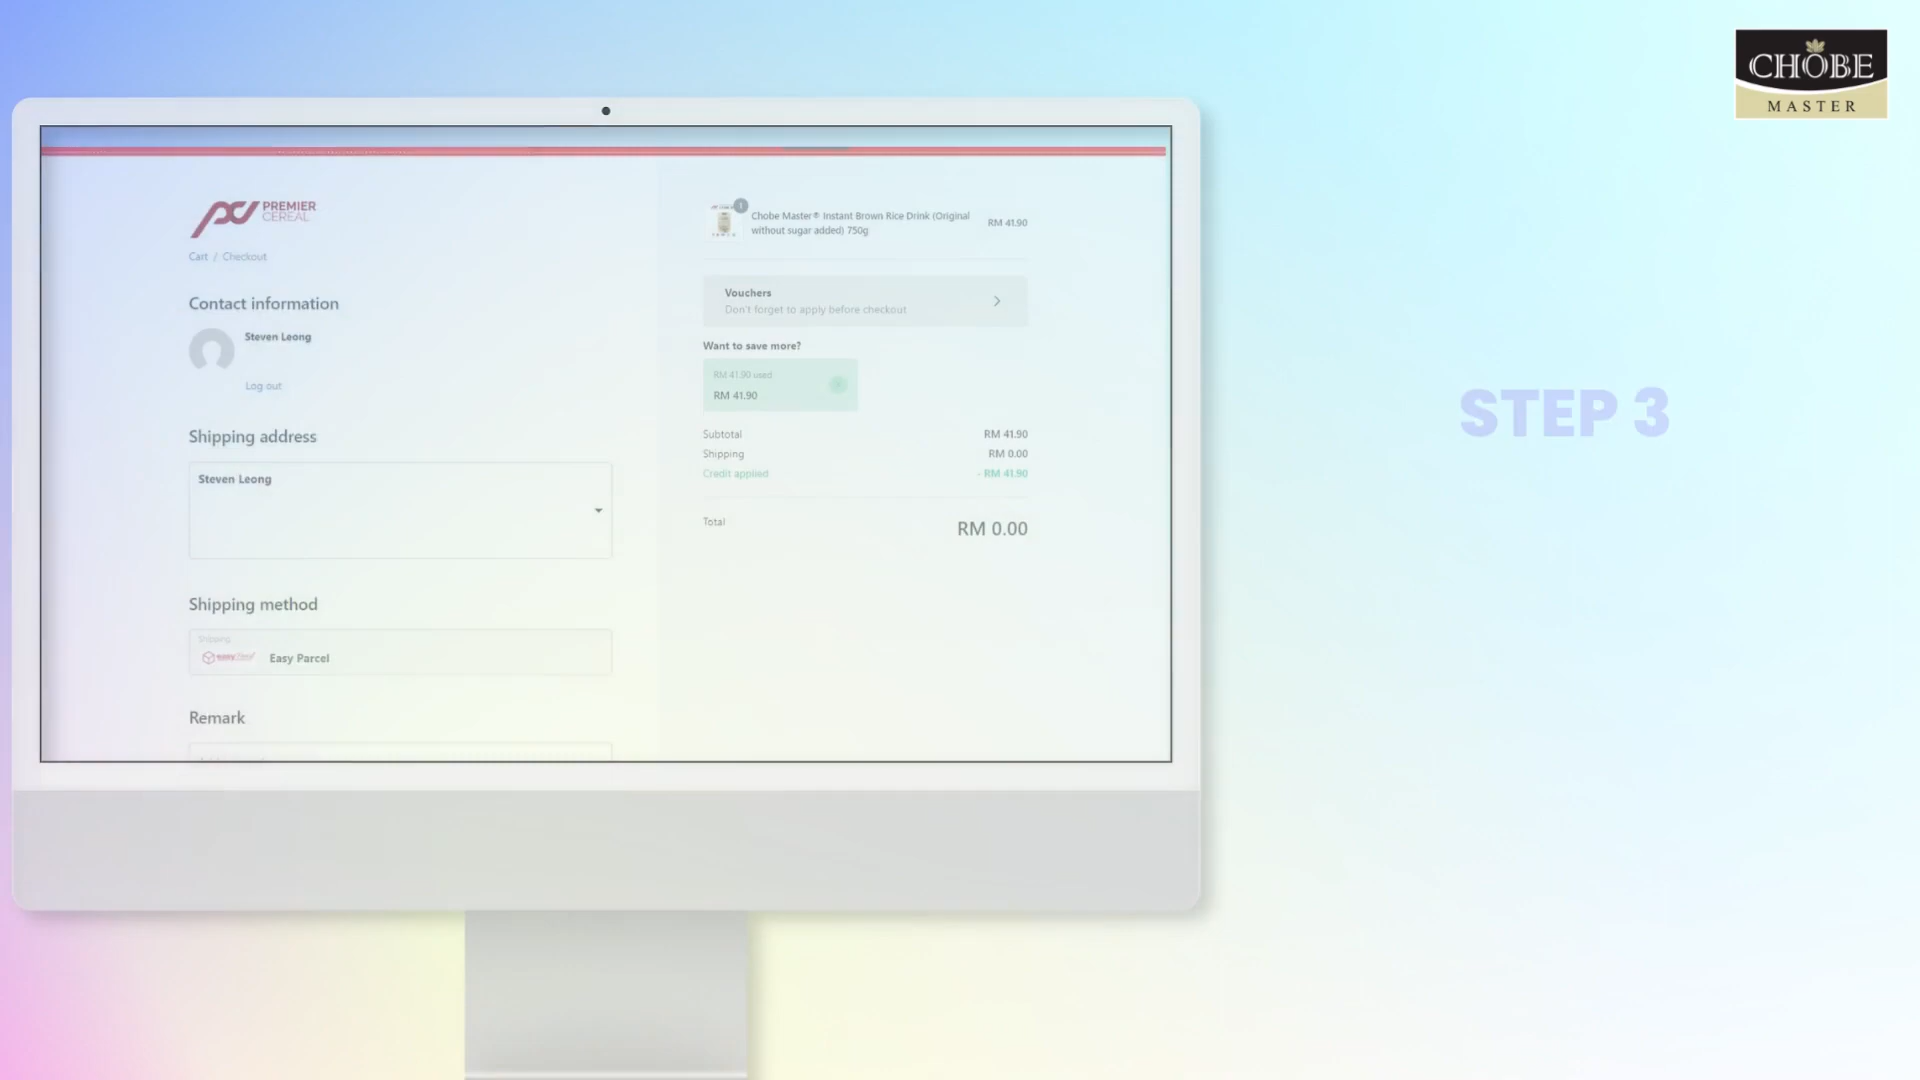 CHOBE
MASTER
PREMIER
CEREAL
Cart / Checkout
Contact information
Steven Leong
Log out
Shipping address
Steven Leong
Shipping method
Shipping
Easy Parcel
Remark
1
Chobe Master® Instant Brown Rice Drink (Original
without sugar added) 750g
RM 41.90
Vouchers
Don't forget to apply before checkout
Want to save more?
RM 41.90 used
RM 41.90
Subtotal RM 41.90
Shipping RM 0.00
Credit applied - RM 41.90
Total RM 0.00
STEP 3